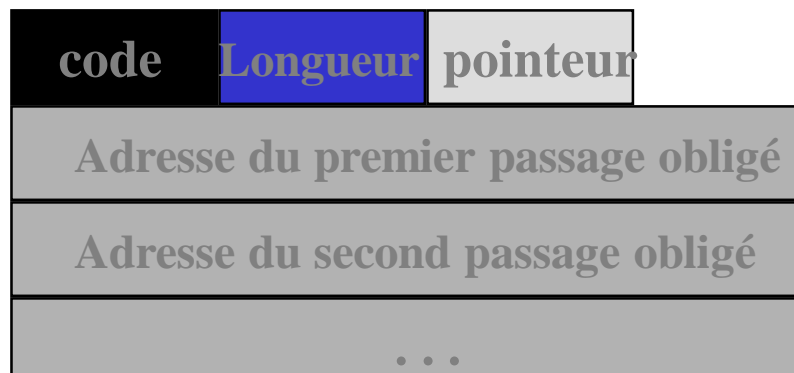 code Longueur pointeur
Adresse du premier passage obligé
Adresse du second passage obligé
. . .